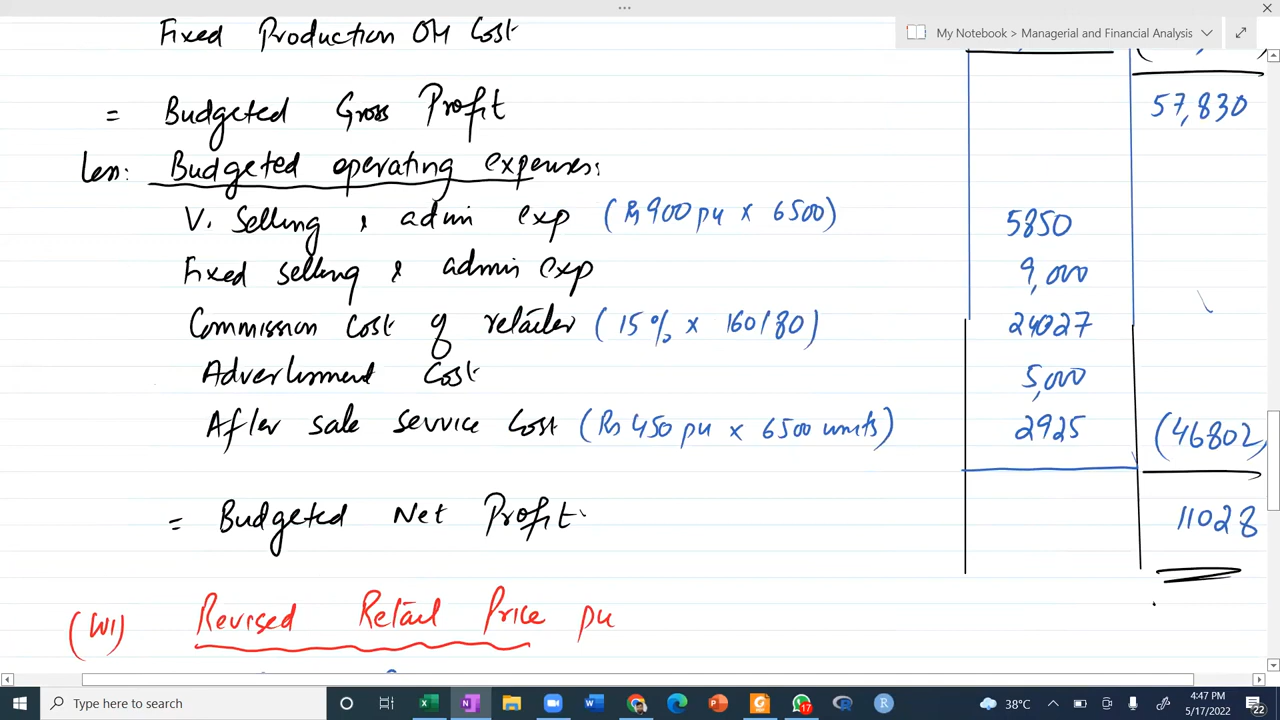 My Notebook > Managerial and Financial Analysis
Fixed Production OH Cost
= Budgeted Gross Profit 57,830
Less: Budgeted operating expenses:
V. Selling & admin exp (Rs 900 pu x 6500) 5850
Fixed selling & admin exp 9,000
Commission Cost of retailer (15% x 160180) 24027
Advertisment Cost 5,000
After sale service Cost (Rs 450 pu x 6500 units) 2925 (46802)
= Budgeted Net Profit 11028
(W1) Revised Retail Price pu
Type here to search
17
38°C
4:47 PM
5/17/2022
22